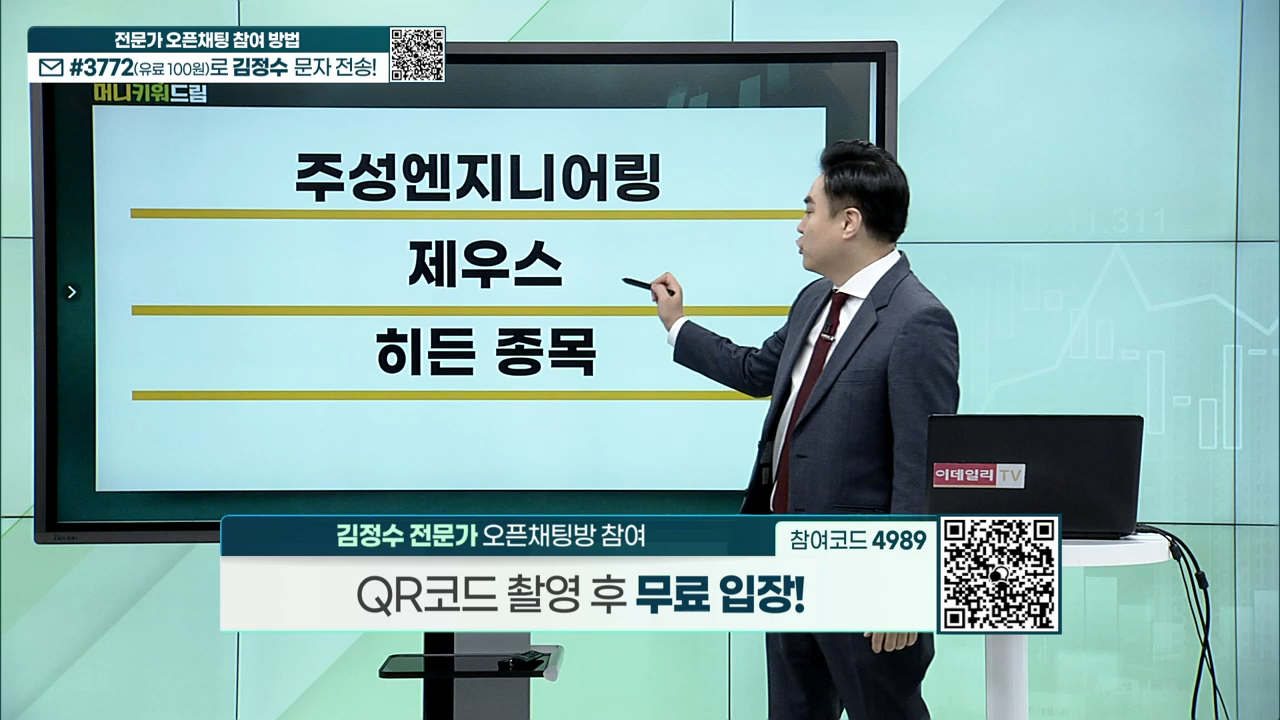 전문가 오픈채팅 참여 방법
#3772(유료 100원)로 김정수 문자 전송!
머니키워드림
주성엔지니어링
제우스
히든 종목
11.311
이데일리TV
김정수 전문가 오픈채팅방 참여
참여코드 4989
QR코드 촬영 후 무료 입장!